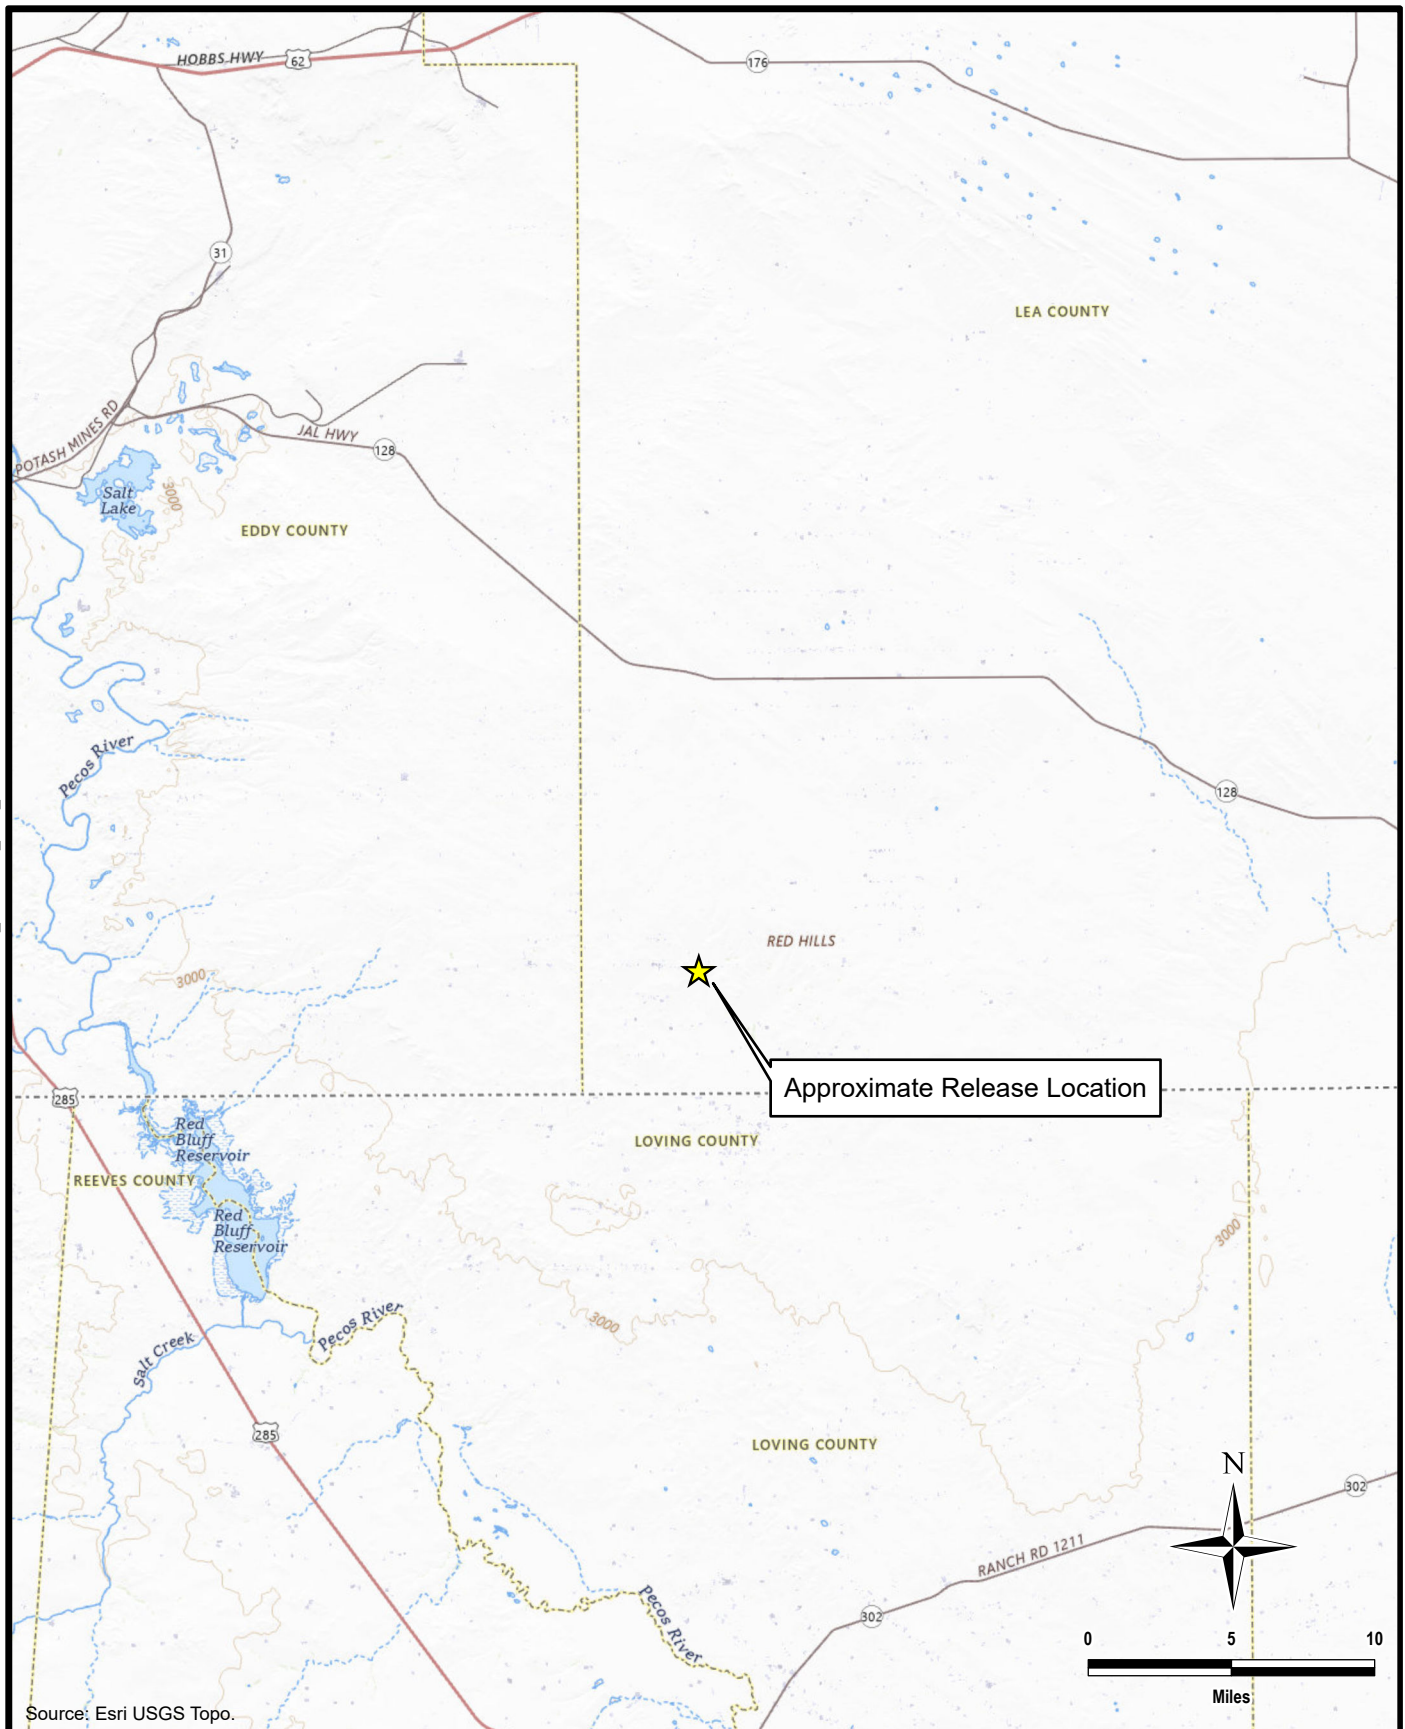 HOBBS HWY
62
176
31
LEA COUNTY
POTASH MINES RD
JAL HWY
128
Salt
Lake
3000
EDDY COUNTY
Pecos River
128
RED HILLS
3000
Approximate Release Location
285
Red
Bluff
Reservoir
LOVING COUNTY
REEVES COUNTY
Red
Bluff
Reservoir
3000
Pecos River
3000
Salt Creek
285
LOVING COUNTY
N
302
RANCH RD 1211
Pecos River
302
0 5 10
Miles
Source: Esri USGS Topo.